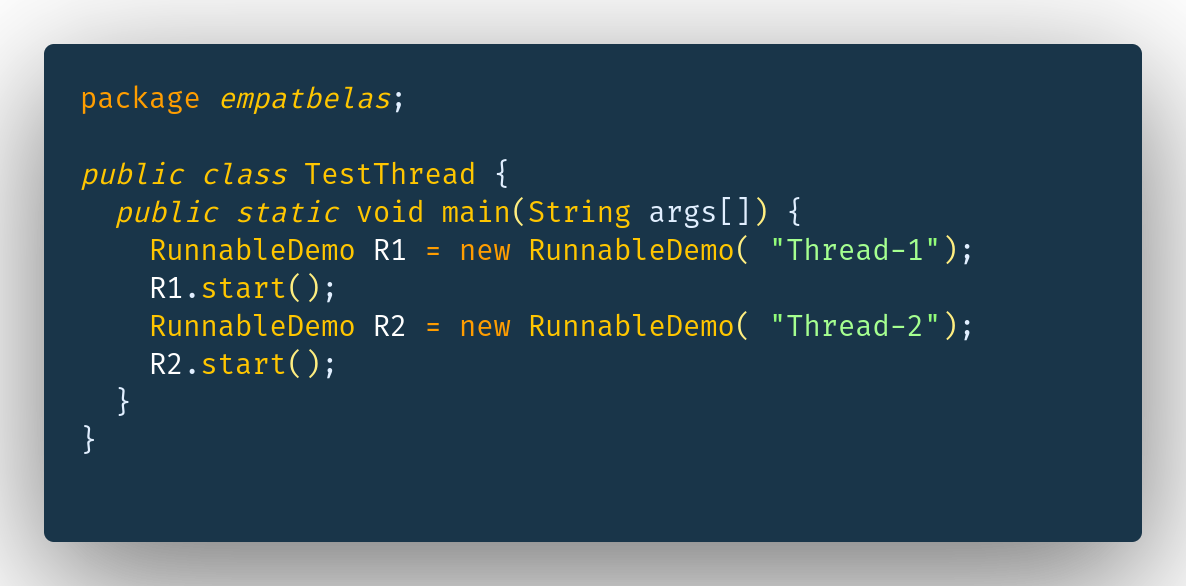 package empatbelas;

public class TestThread {
  public static void main(String args[]) {
    RunnableDemo R1 = new RunnableDemo( "Thread-1");
    R1.start();
    RunnableDemo R2 = new RunnableDemo( "Thread-2");
    R2.start();
  }
}